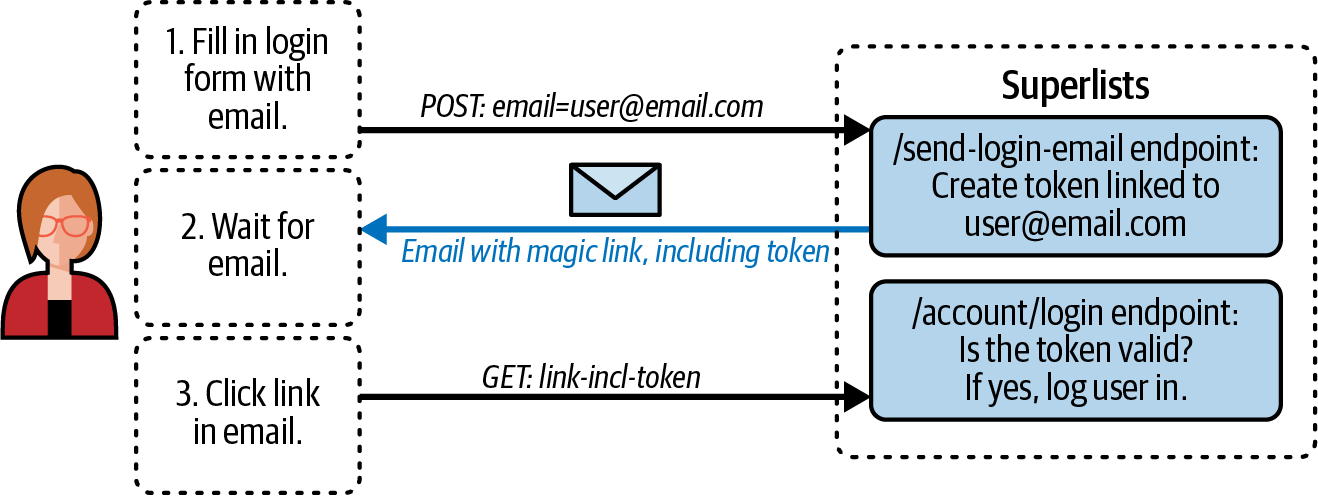 1. Fill in login
form with
email.
POST: email=user@email.com
Superlists
/send-login-email endpoint:
Create token linked to
user@email.com
2. Wait for
email.
Email with magic link, including token
/account/login endpoint:
Is the token valid?
If yes, log user in.
3. Click link
in email.
GET: link-incl-token